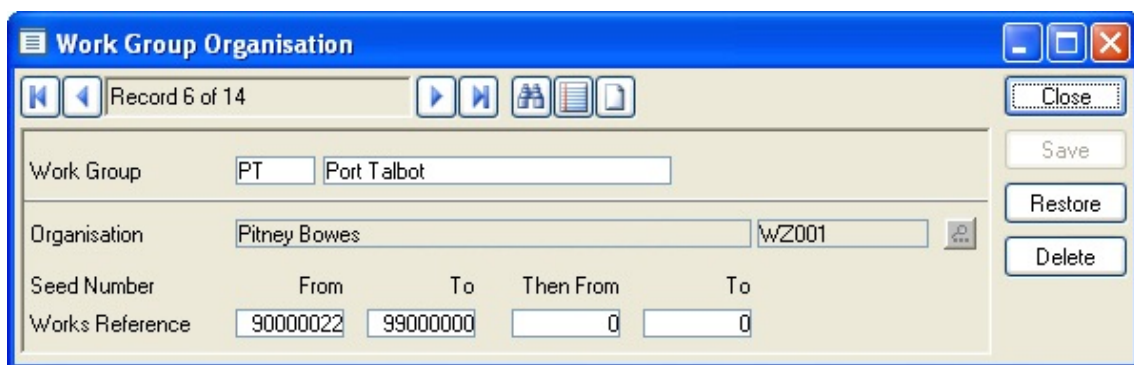 Work Group Organisation
Record 6 of 14
Close
Save
Work Group PT Port Talbot
Restore
Organisation Pitney Bowes WZ001
Delete
Seed Number From To Then From To
Works Reference 90000022 99000000 0 0